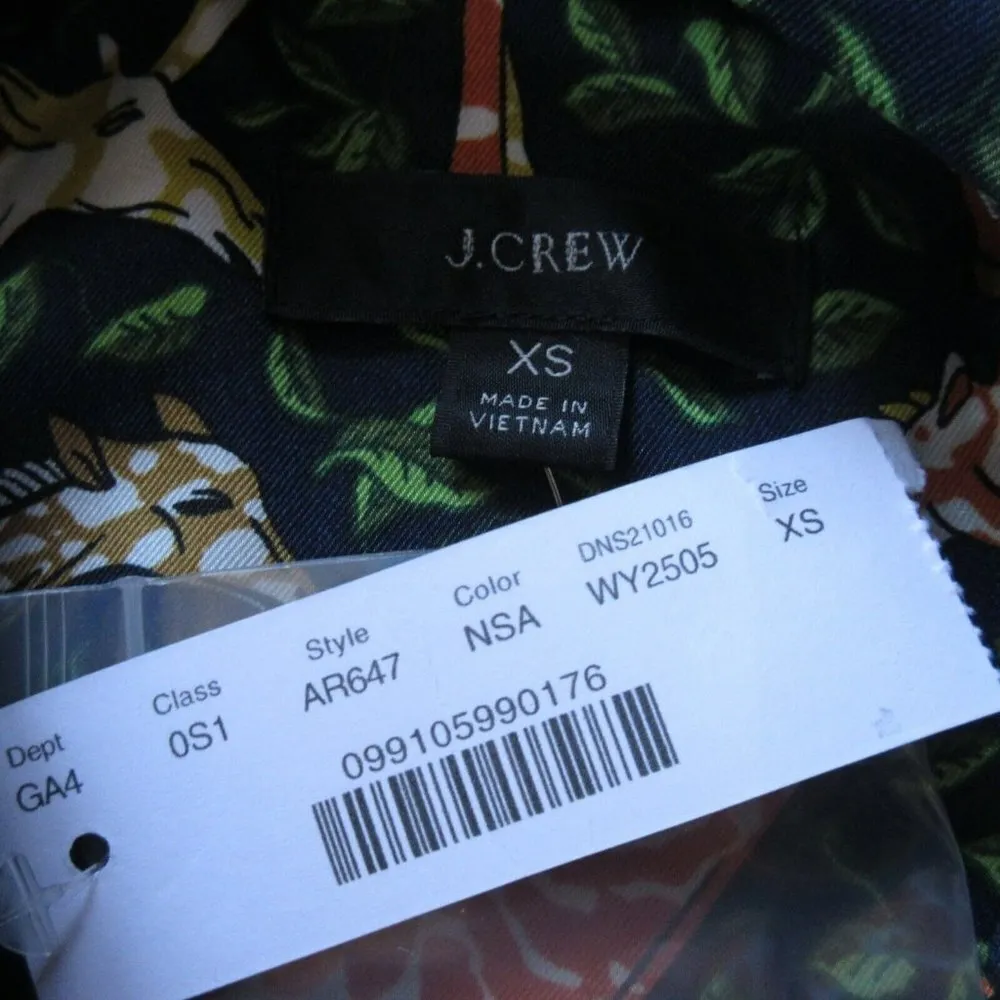 J.CREW
XS
MADE IN
VIETNAM
Dept Class Style Color DNS21016 Size
GA4 0S1 AR647 NSA WY2505 XS
099105990176